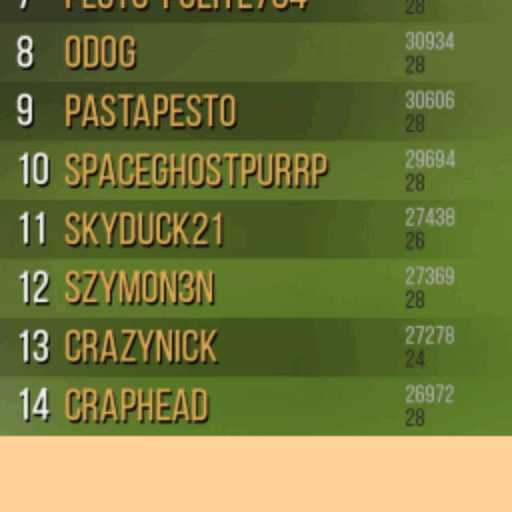 28
8 ODOG 30934
28
9 PASTAPESTO 30606
28
10 SPACEGHOSTPURRP 29694
28
11 SKYDUCK21 27438
26
12 SZYMON3N 27369
28
13 CRAZYNICK 27278
24
14 CRAPHEAD 26972
28